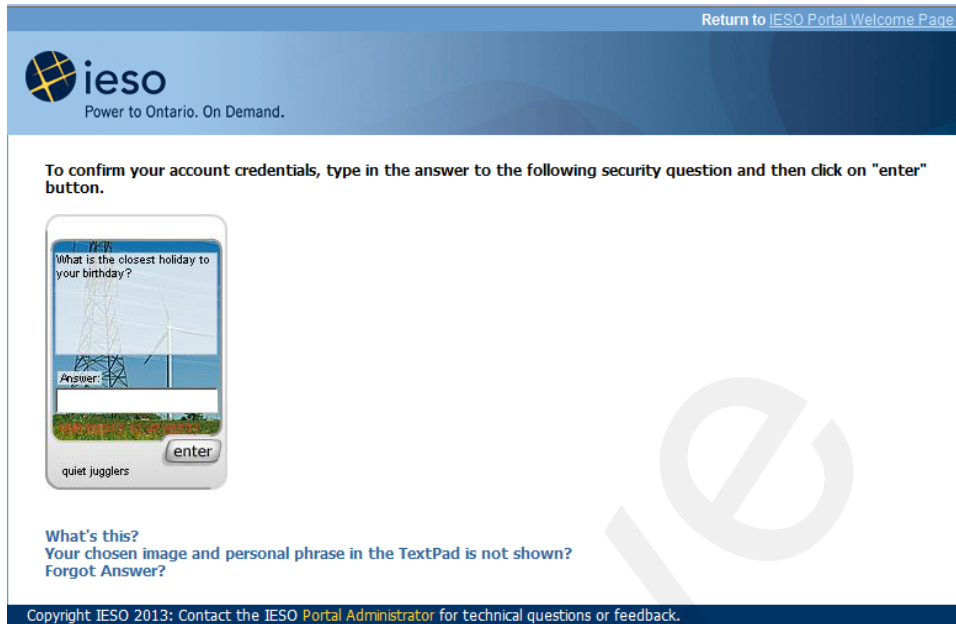 Return to IESO Portal Welcome Page
ieso
Power to Ontario. On Demand.
To confirm your account credentials, type in the answer to the following security question and then click on "enter"
button.
What is the closest holiday to
your birthday?
Answer:
enter
quiet jugglers
What's this?
Your chosen image and personal phrase in the TextPad is not shown?
Forgot Answer?
Copyright IESO 2013: Contact the IESO Portal Administrator for technical questions or feedback.